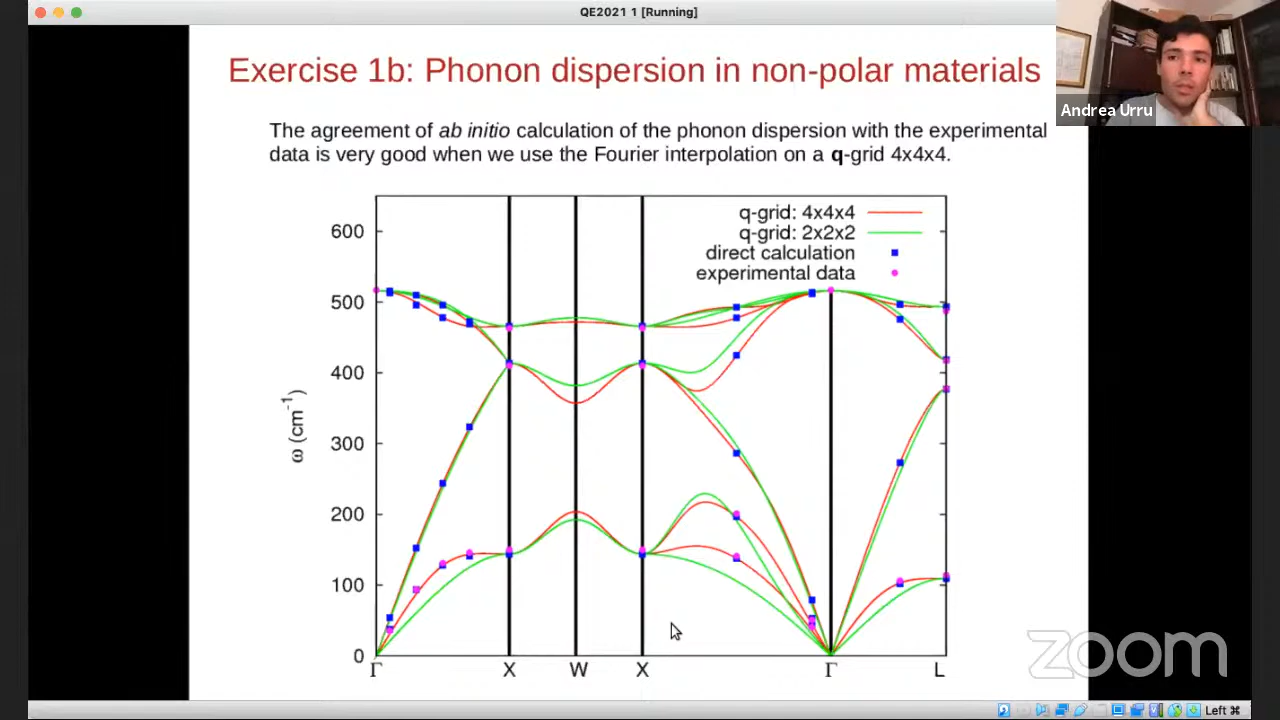 QE2021 1 [Running]
Exercise 1b: Phonon dispersion in non-polar materials
Andrea Urru
The agreement of ab initio calculation of the phonon dispersion with the experimental
data is very good when we use the Fourier interpolation on a q-grid 4x4x4.
q-grid: 4x4x4
q-grid: 2x2x2
direct calculation
experimental data
600
500
400
300
200
100
0
ω (cm⁻¹)
Γ X W X Γ L
zoom
Left ⌘